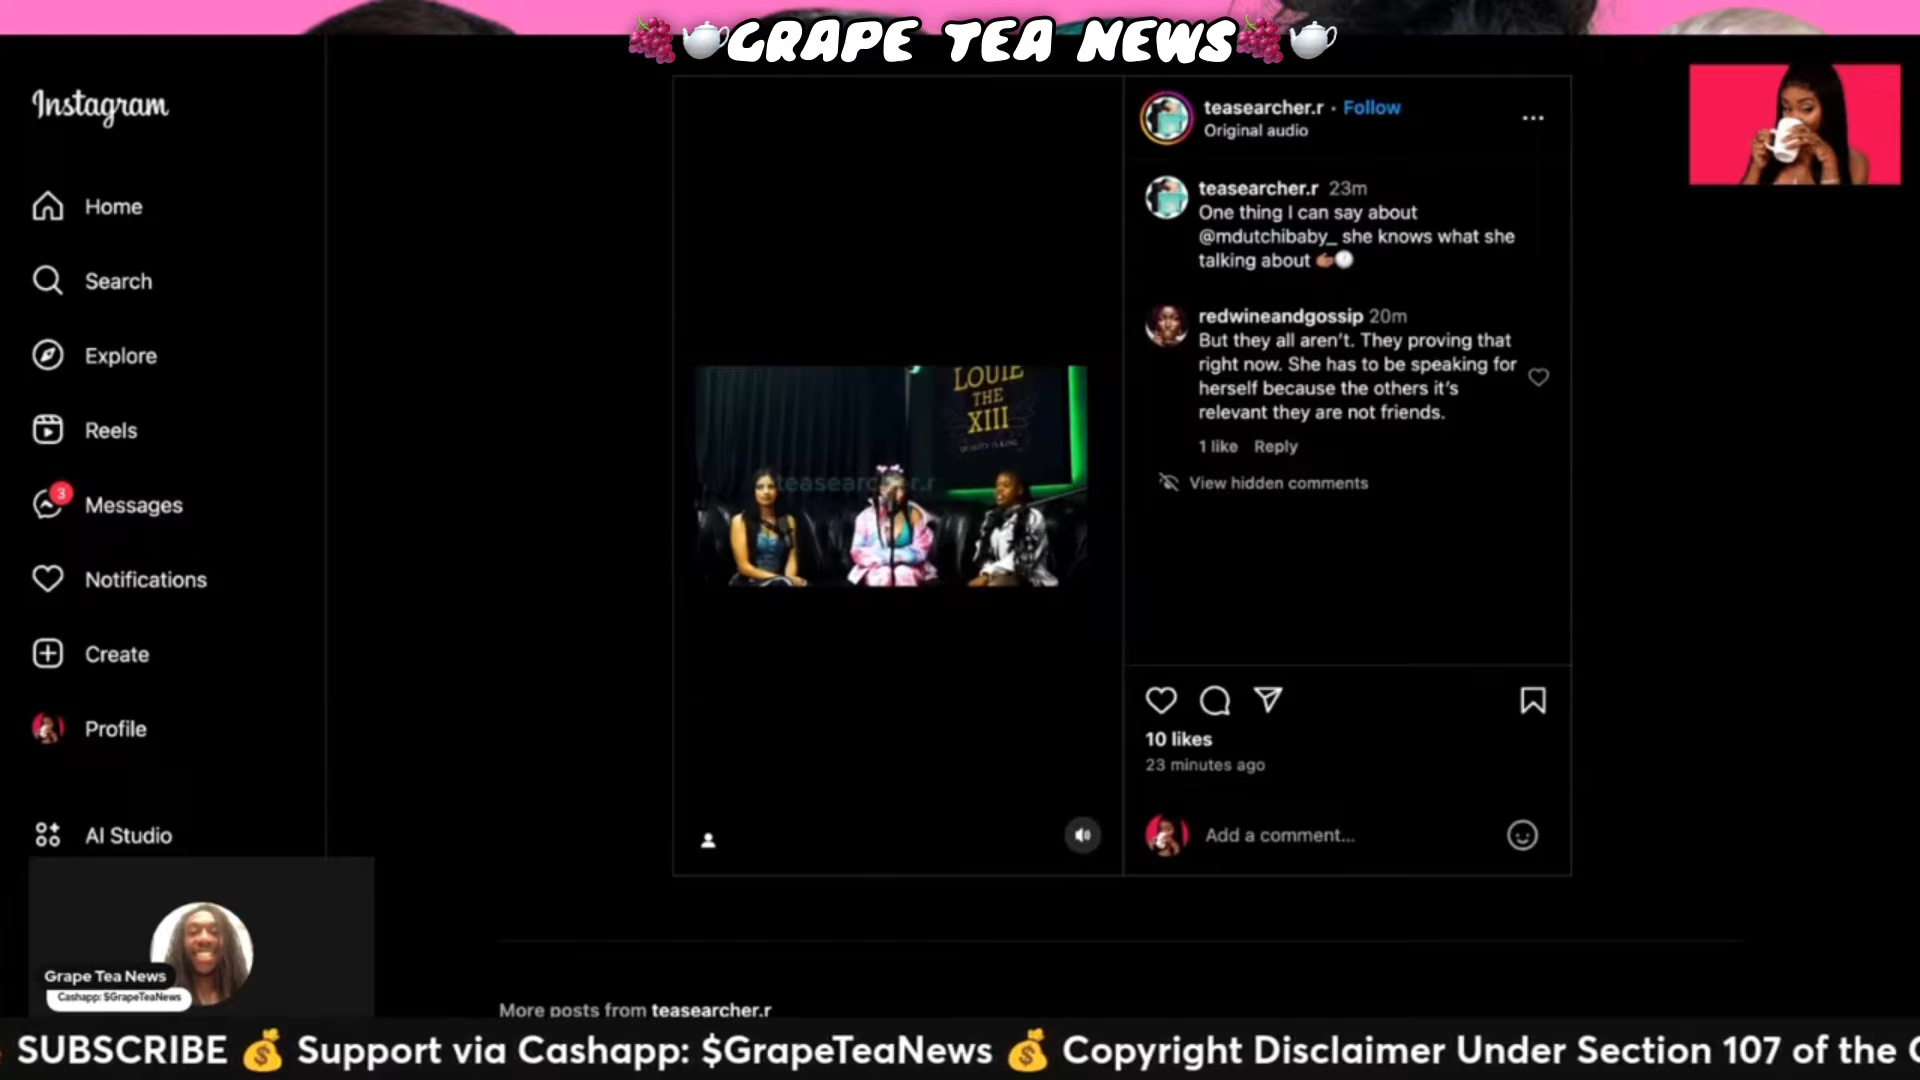 GRAPE TEA NEWS
Instagram
Home
Search
Explore
Reels
3
Messages
Notifications
Create
Profile
AI Studio
LOUIE
THE
XIII
teasearcher.r
teasearcher.r • Follow
Original audio
teasearcher.r 23m
One thing I can say about
@mdutchibaby_ she knows what she
talking about
redwineandgossip 20m
But they all aren't. They proving that
right now. She has to be speaking for
herself because the others it's
relevant they are not friends.
1 like Reply
View hidden comments
10 likes
23 minutes ago
Add a comment...
Grape Tea News
Cashapp: $GrapeTeaNews
More posts from teasearcher.r
SUBSCRIBE 💰 Support via Cashapp: $GrapeTeaNews 💰 Copyright Disclaimer Under Section 107 of the